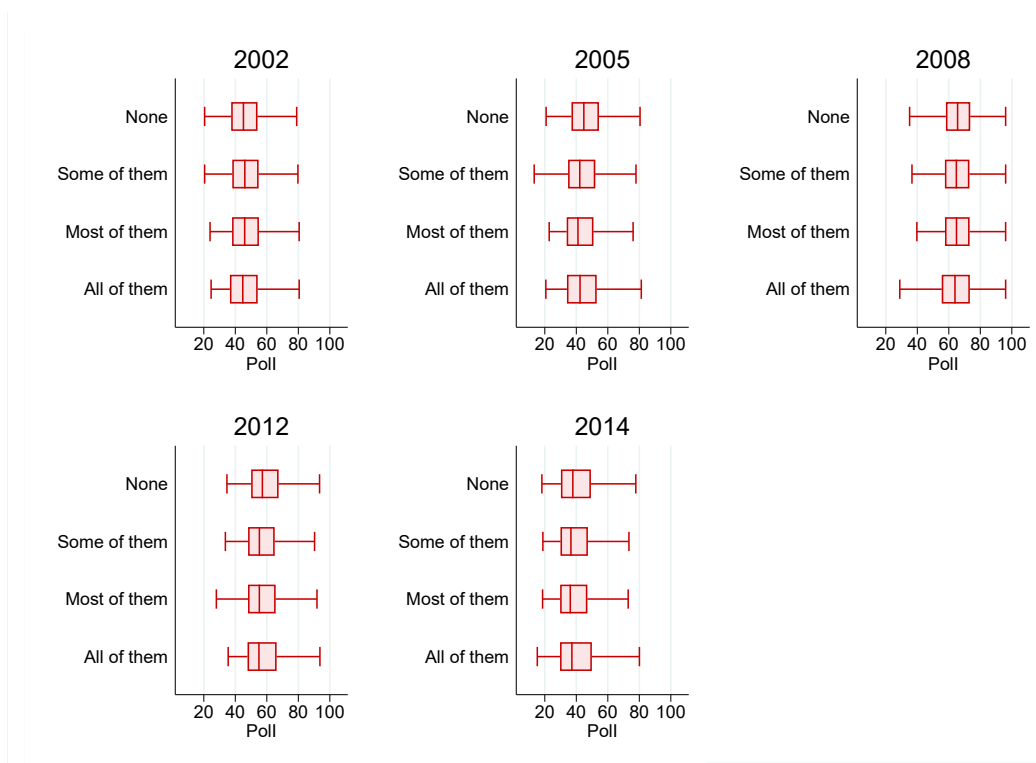 2002
None
Some of them
Most of them
All of them
20 40 60 80 100
Poll
2005
None
Some of them
Most of them
All of them
20 40 60 80 100
Poll
2008
None
Some of them
Most of them
All of them
20 40 60 80 100
Poll
2012
None
Some of them
Most of them
All of them
20 40 60 80 100
Poll
2014
None
Some of them
Most of them
All of them
20 40 60 80 100
Poll